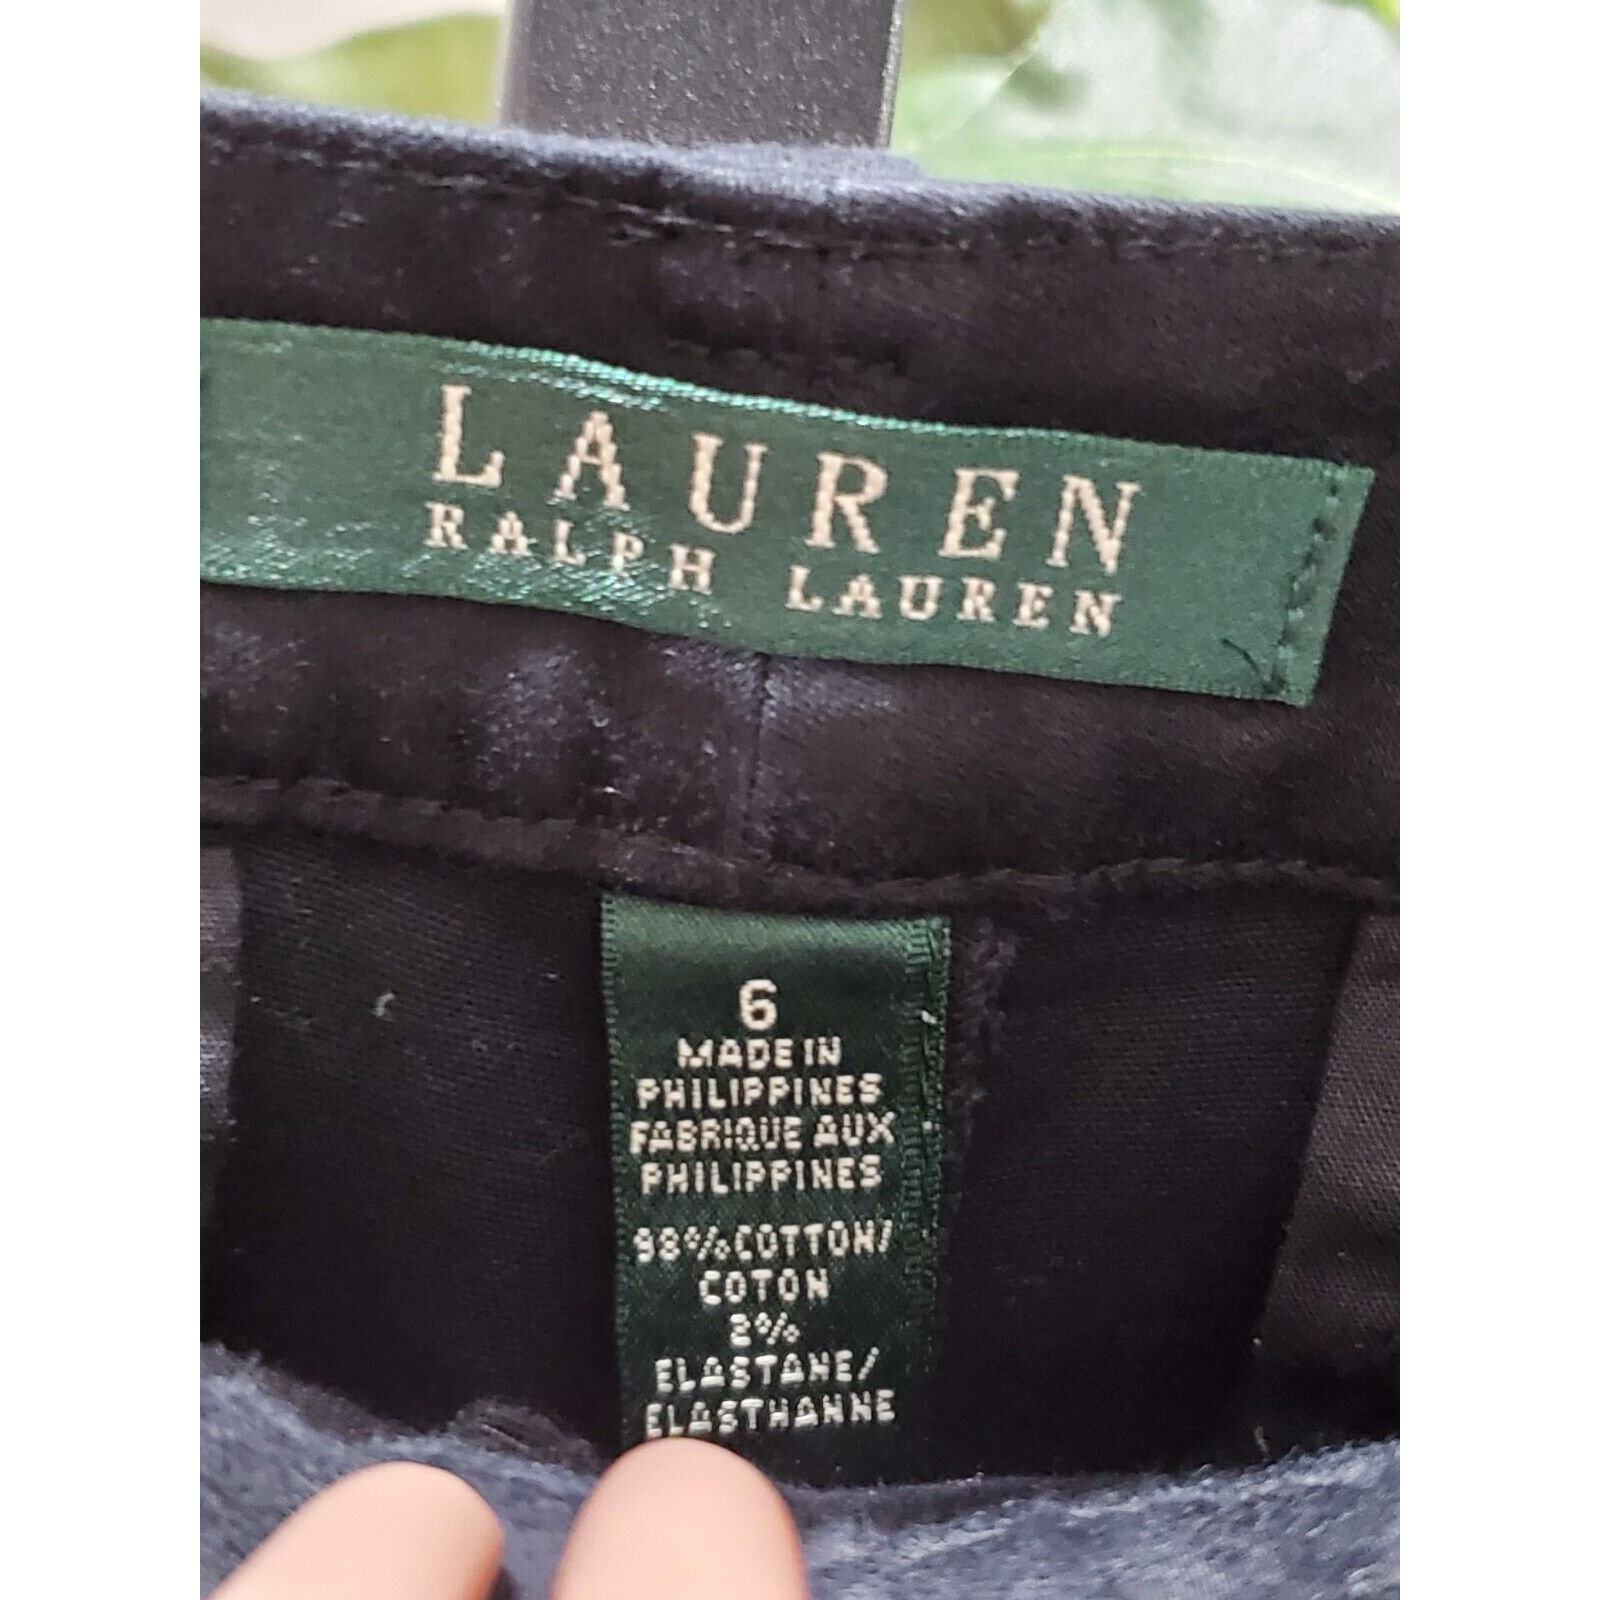 LAUREN
RALPH LAUREN
6
MADE IN
PHILIPPINES
FABRIQUE AUX
PHILIPPINES
98% COTTON/
COTON
2%
ELASTANE/
ELASTHANNE